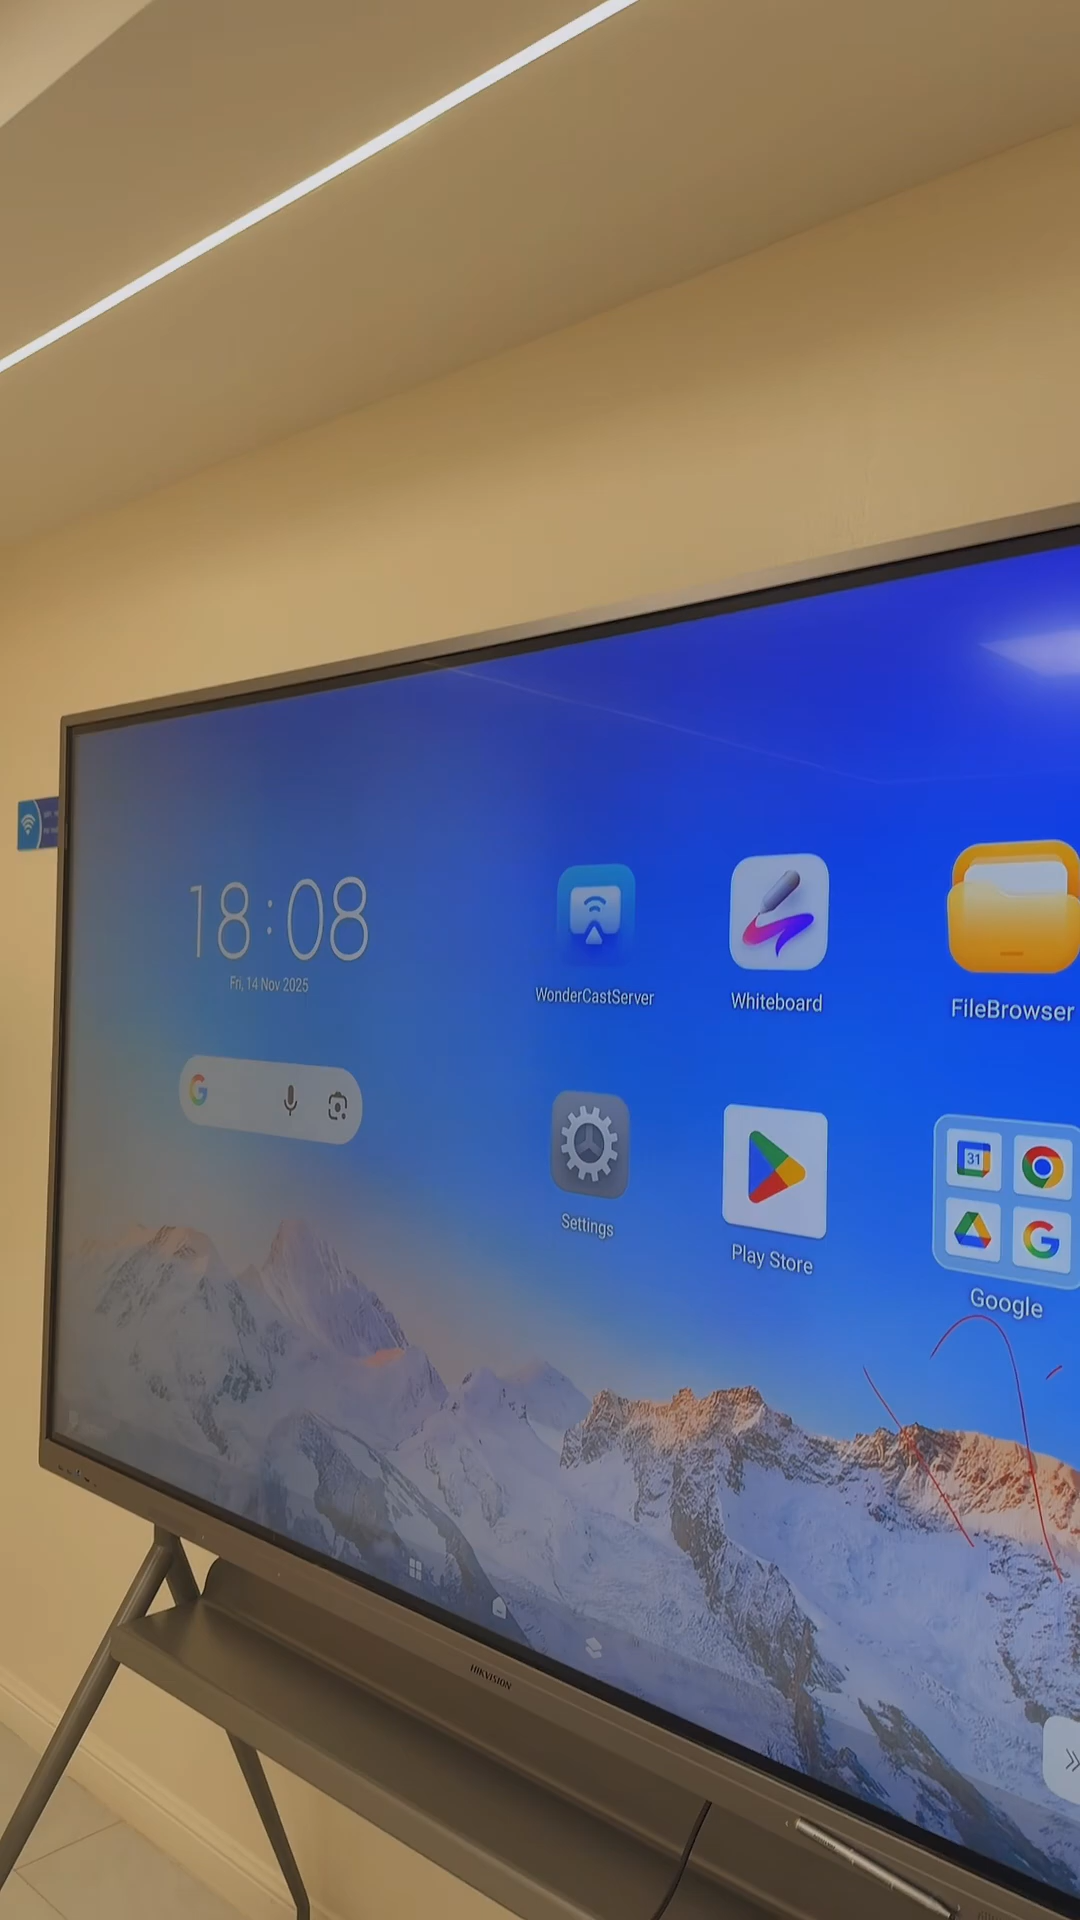 18:08
Fri, 14 Nov 2025
WonderCastServer
Whiteboard
FileBrowser
Settings
Play Store
31
Google
HIKVISION